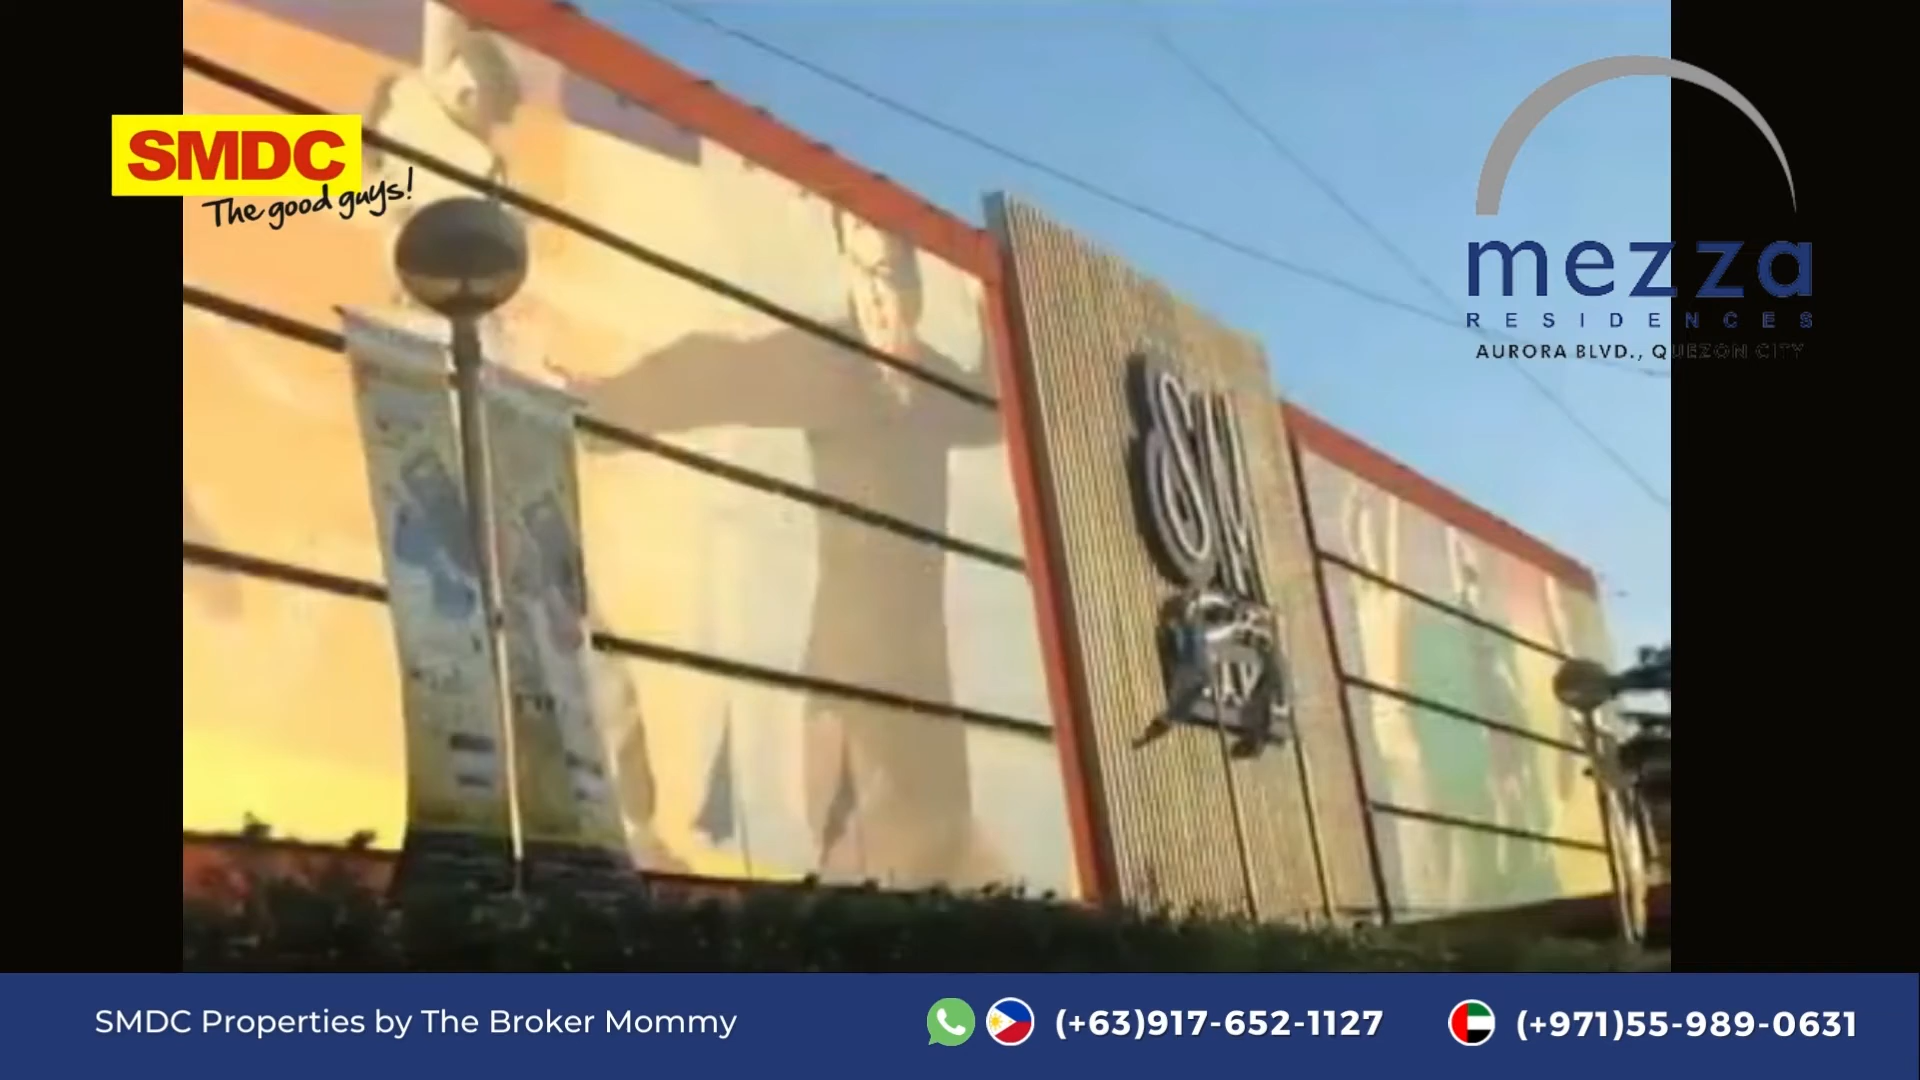 SMDC
The good guys!
mezza
RESIDENCES
AURORA BLVD., QUEZON CITY
SM
SMDC Properties by The Broker Mommy
(+63)917-652-1127
(+971)55-989-0631